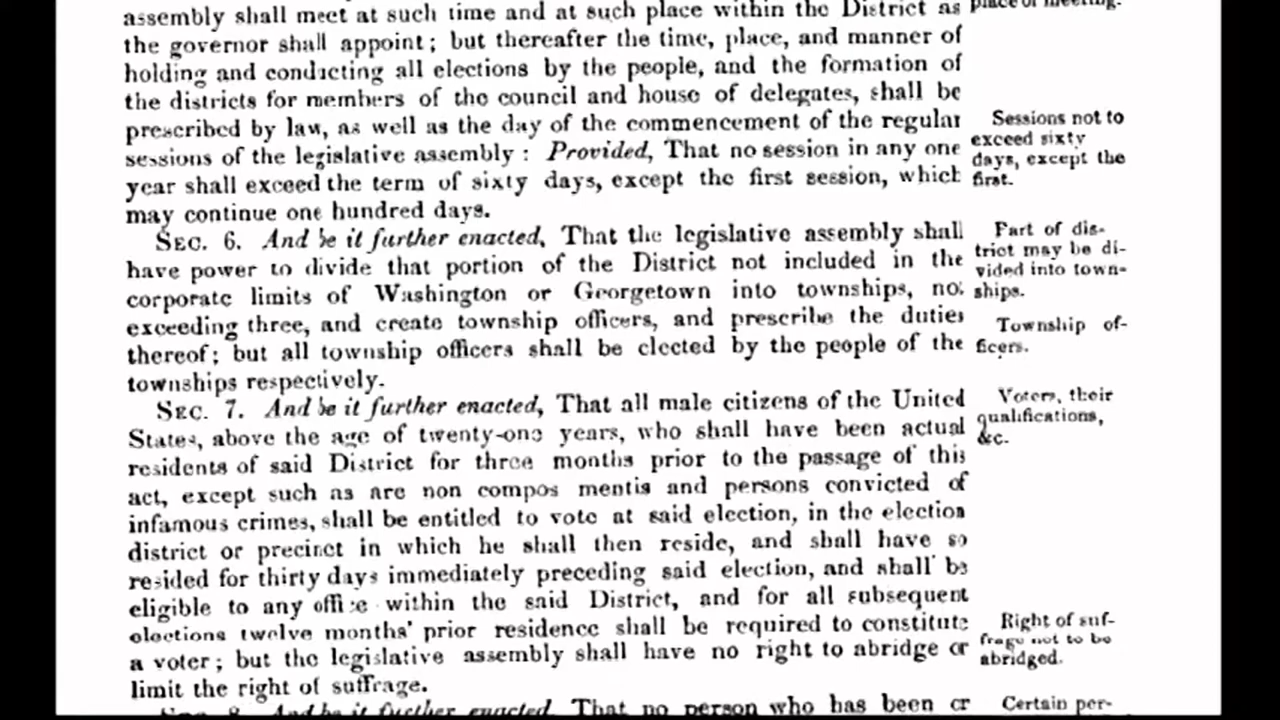 assembly shall meet at such time and at such place within the District as
the governor shall appoint; but thereafter the time, place, and manner of
holding and conducting all elections by the people, and the formation of
the districts for members of the council and house of delegates, shall be
prescribed by law, as well as the day of the commencement of the regular
sessions of the legislative assembly: Provided, That no session in any one
year shall exceed the term of sixty days, except the first session, which
may continue one hundred days.
SEC. 6. And be it further enacted, That the legislative assembly shall
have power to divide that portion of the District not included in the
corporate limits of Washington or Georgetown into townships, not
exceeding three, and create township officers, and prescribe the duties
thereof; but all township officers shall be elected by the people of the
townships respectively.
SEC. 7. And be it further enacted, That all male citizens of the United
States, above the age of twenty-one years, who shall have been actual
residents of said District for three months prior to the passage of this
act, except such as are non compos mentis and persons convicted of
infamous crimes, shall be entitled to vote at said election, in the election
district or precinct in which he shall then reside, and shall have so
resided for thirty days immediately preceding said election, and shall be
eligible to any office within the said District, and for all subsequent
elections twelve months' prior residence shall be required to constitute
a voter; but the legislative assembly shall have no right to abridge or
limit the right of suffrage.
SEC. 8. And be it further enacted, That no person who has been or
place of meeting.
Sessions not to
exceed sixty
days, except the
first.
Part of dis-
trict may be di-
vided into town-
ships.
Township of-
ficers.
Voters, their
qualifications,
&c.
Right of suf-
frage not to be
abridged.
Certain per-